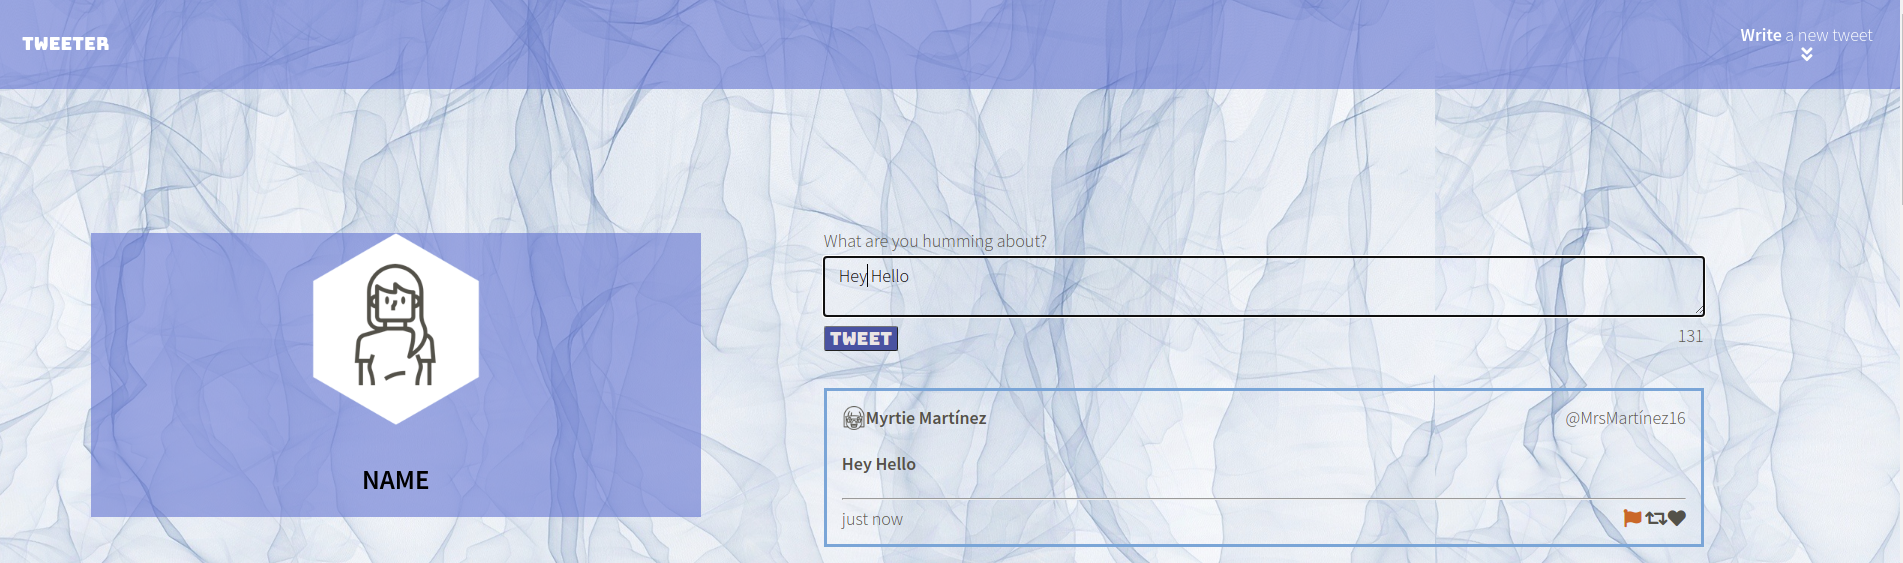 TWEETER
Write a new tweet
NAME
What are you humming about?
Hey Hello
TWEET
131
Myrtie Martínez
@MrsMartínez16
Hey Hello
just now